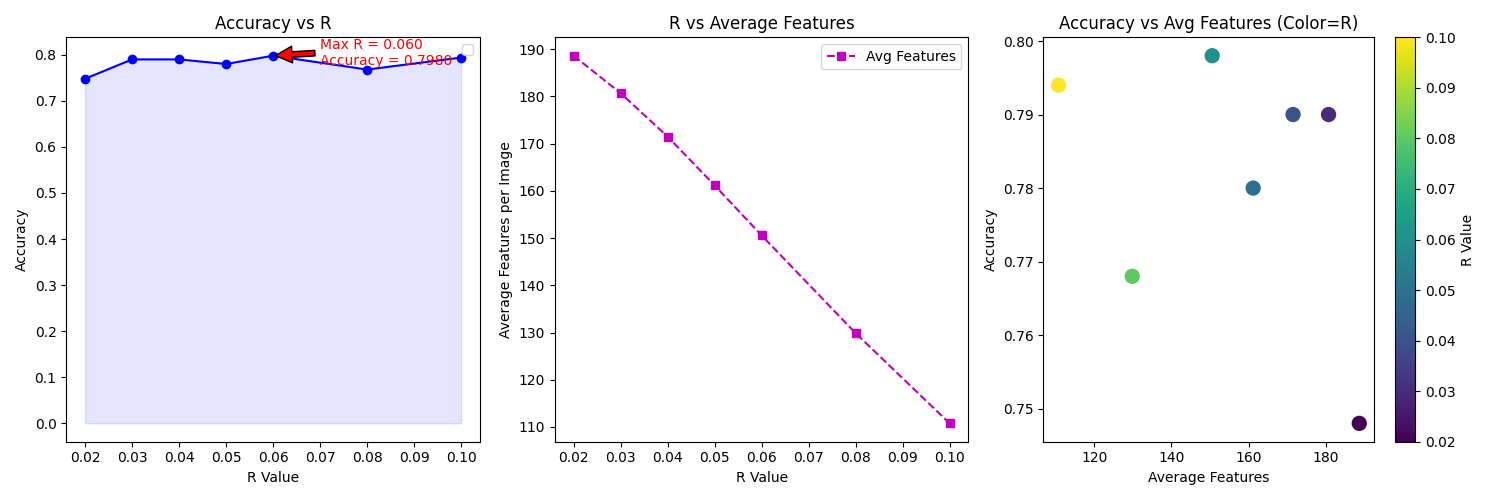 Accuracy vs R
Max R = 0.060
Accuracy = 0.7980
0.8
0.7
0.6
0.5
0.4
0.3
0.2
0.1
0.0
Accuracy
0.02 0.03 0.04 0.05 0.06 0.07 0.08 0.09 0.10
R Value
R vs Average Features
Avg Features
190
180
170
160
150
140
130
120
110
Average Features per Image
0.02 0.03 0.04 0.05 0.06 0.07 0.08 0.09 0.10
R Value
Accuracy vs Avg Features (Color=R)
0.80
0.79
0.78
0.77
0.76
0.75
Accuracy
120 140 160 180
Average Features
0.10
0.09
0.08
0.07
0.06
0.05
0.04
0.03
0.02
R Value